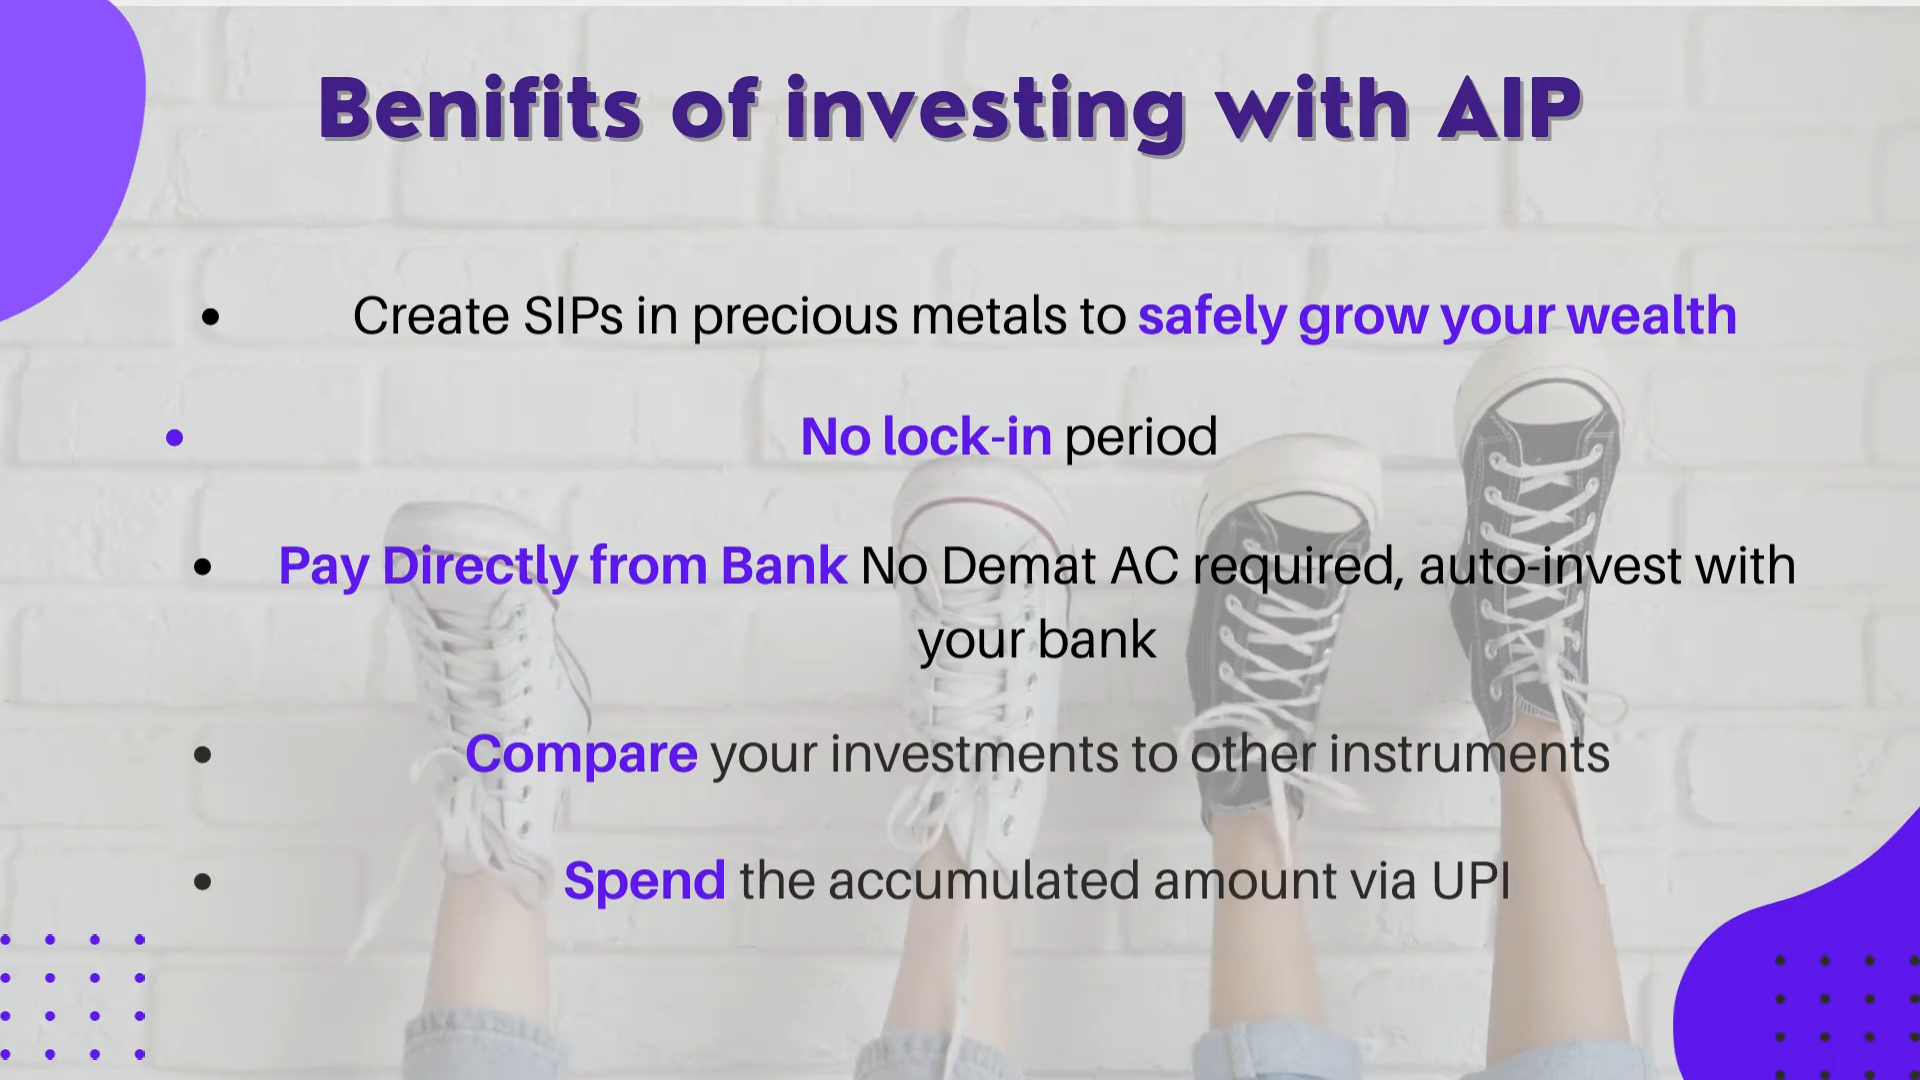 Benifits of investing with AIP
• Create SIPs in precious metals to safely grow your wealth
• No lock-in period
• Pay Directly from Bank No Demat AC required, auto-invest with
your bank
• Compare your investments to other instruments
• Spend the accumulated amount via UPI